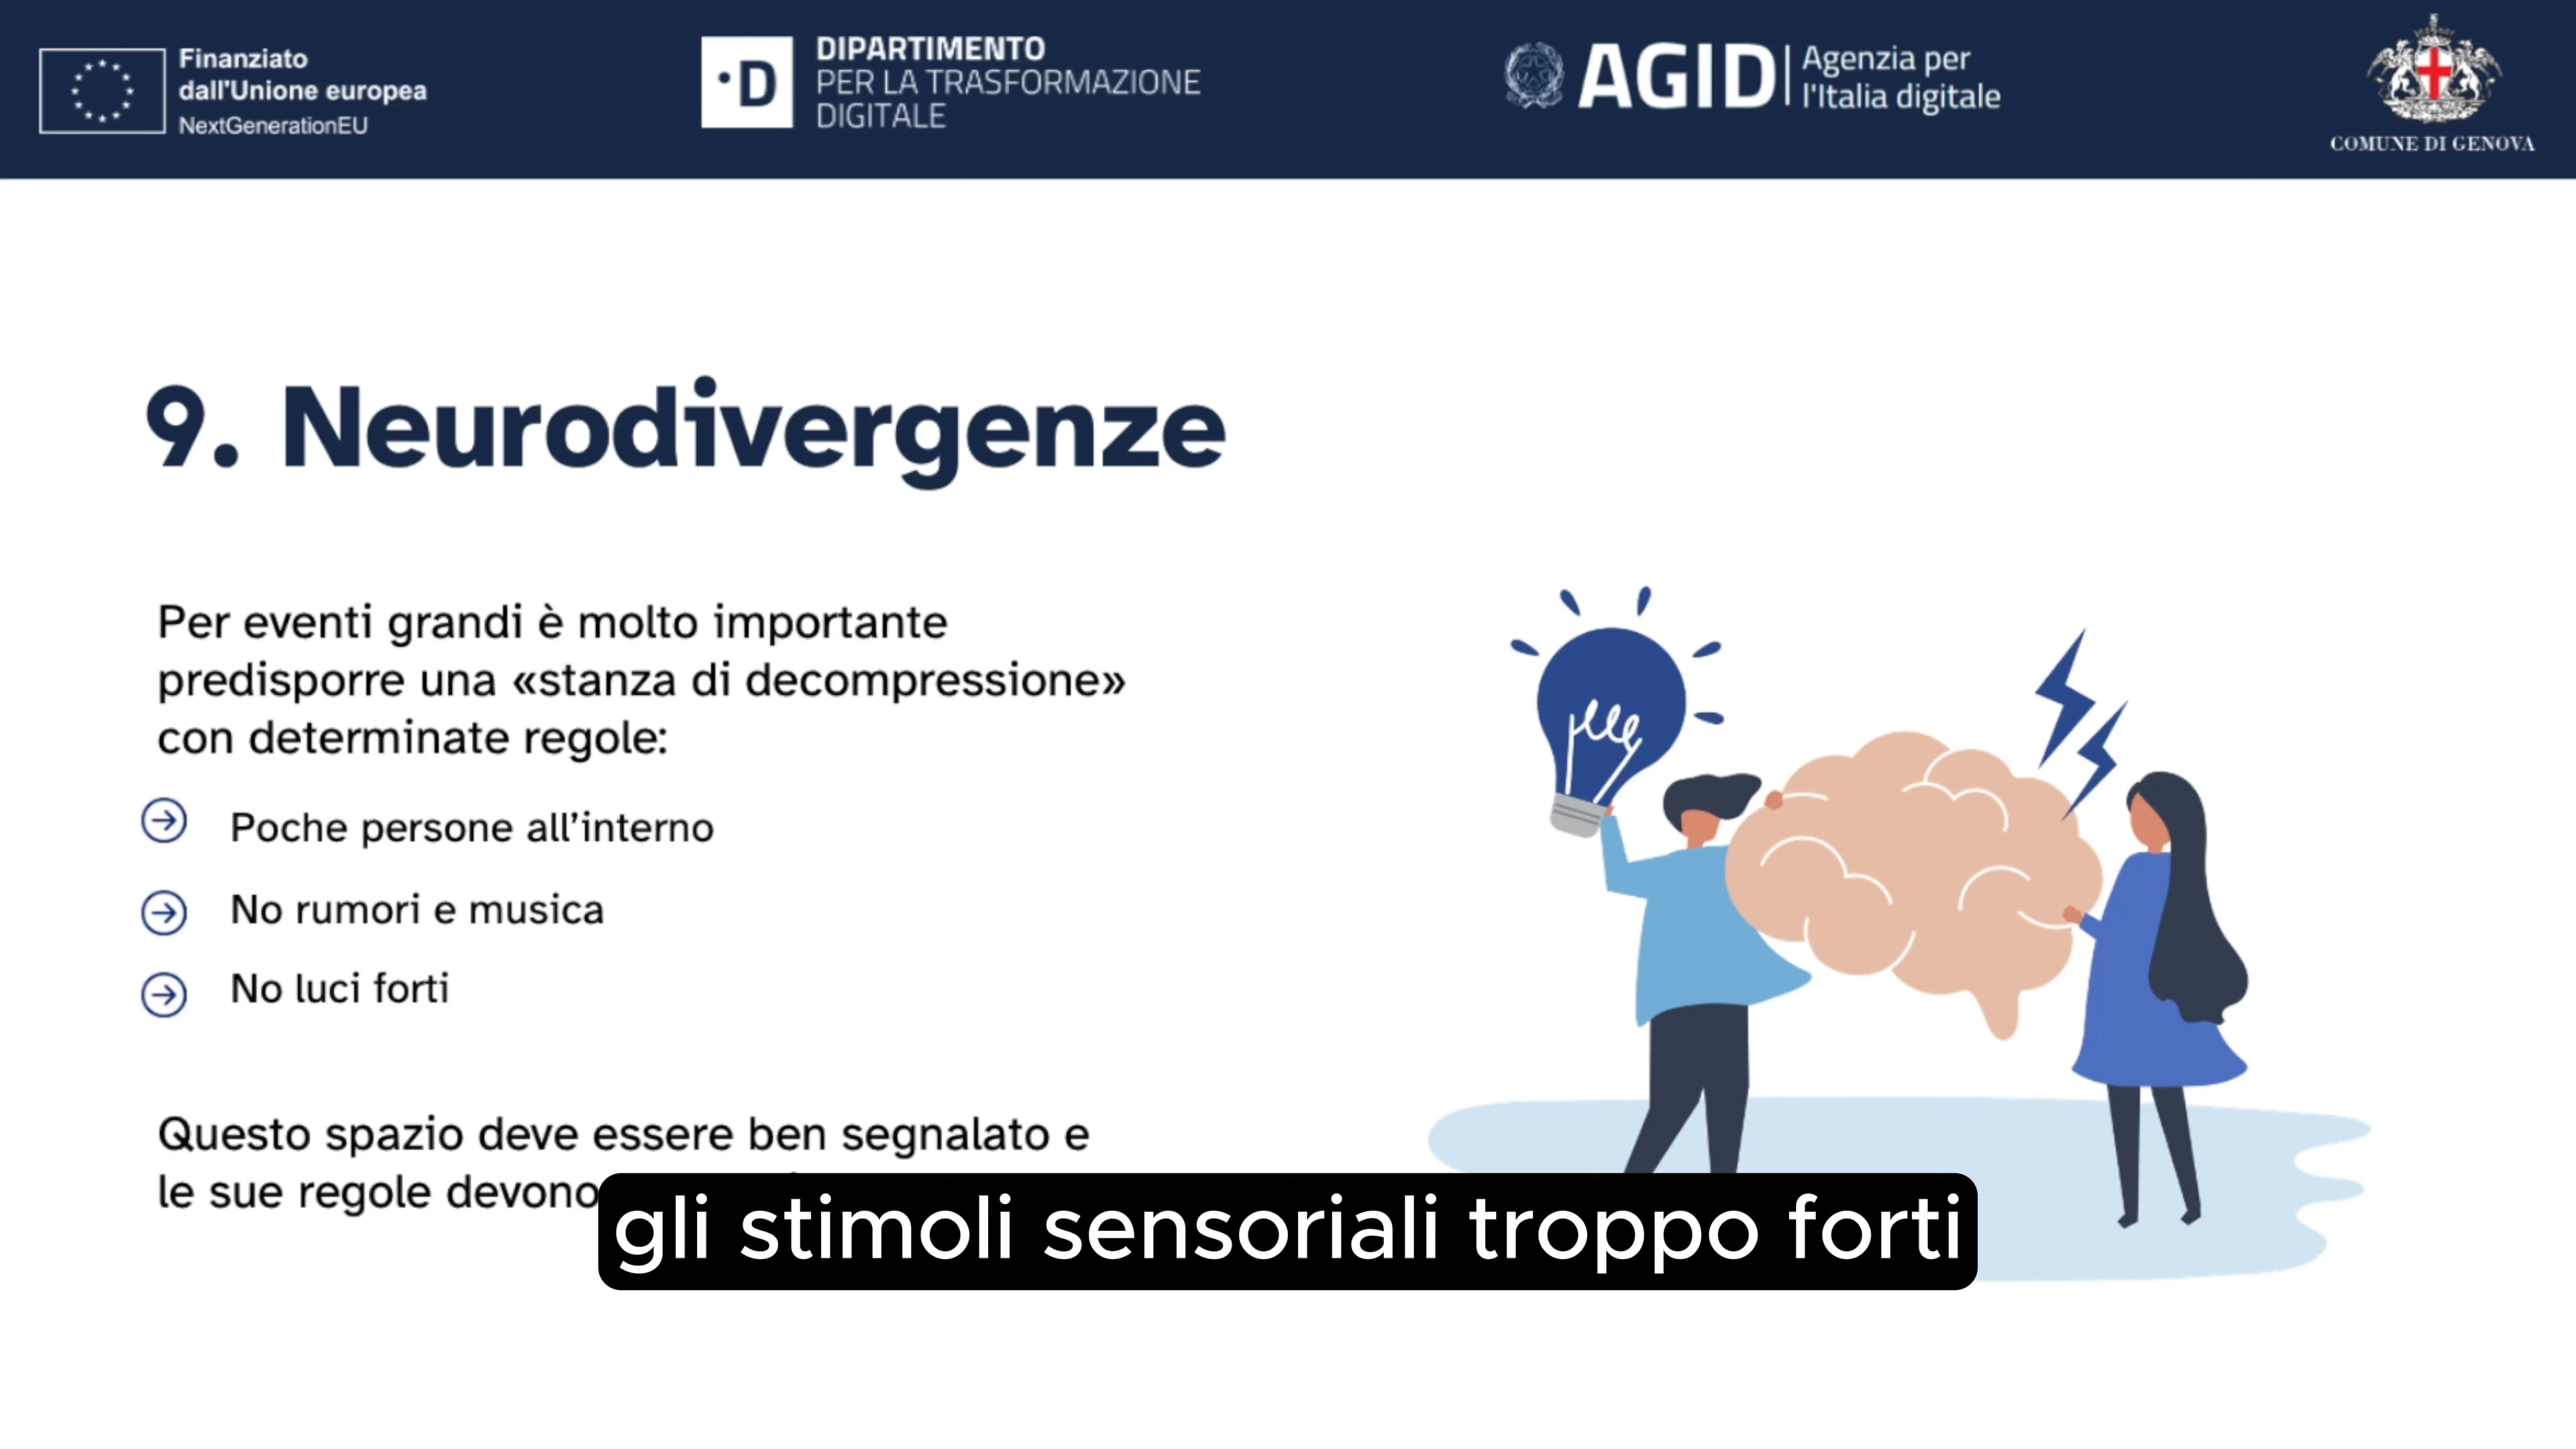 Finanziato
dall'Unione europea
NextGenerationEU
·D
DIPARTIMENTO
PER LA TRASFORMAZIONE
DIGITALE
AGID
Agenzia per
l'Italia digitale
COMUNE DI GENOVA
9. Neurodivergenze
Per eventi grandi è molto importante
predisporre una «stanza di decompressione»
con determinate regole:
Poche persone all’interno
No rumori e musica
No luci forti
Questo spazio deve essere ben segnalato e
le sue regole devono
gli stimoli sensoriali troppo forti